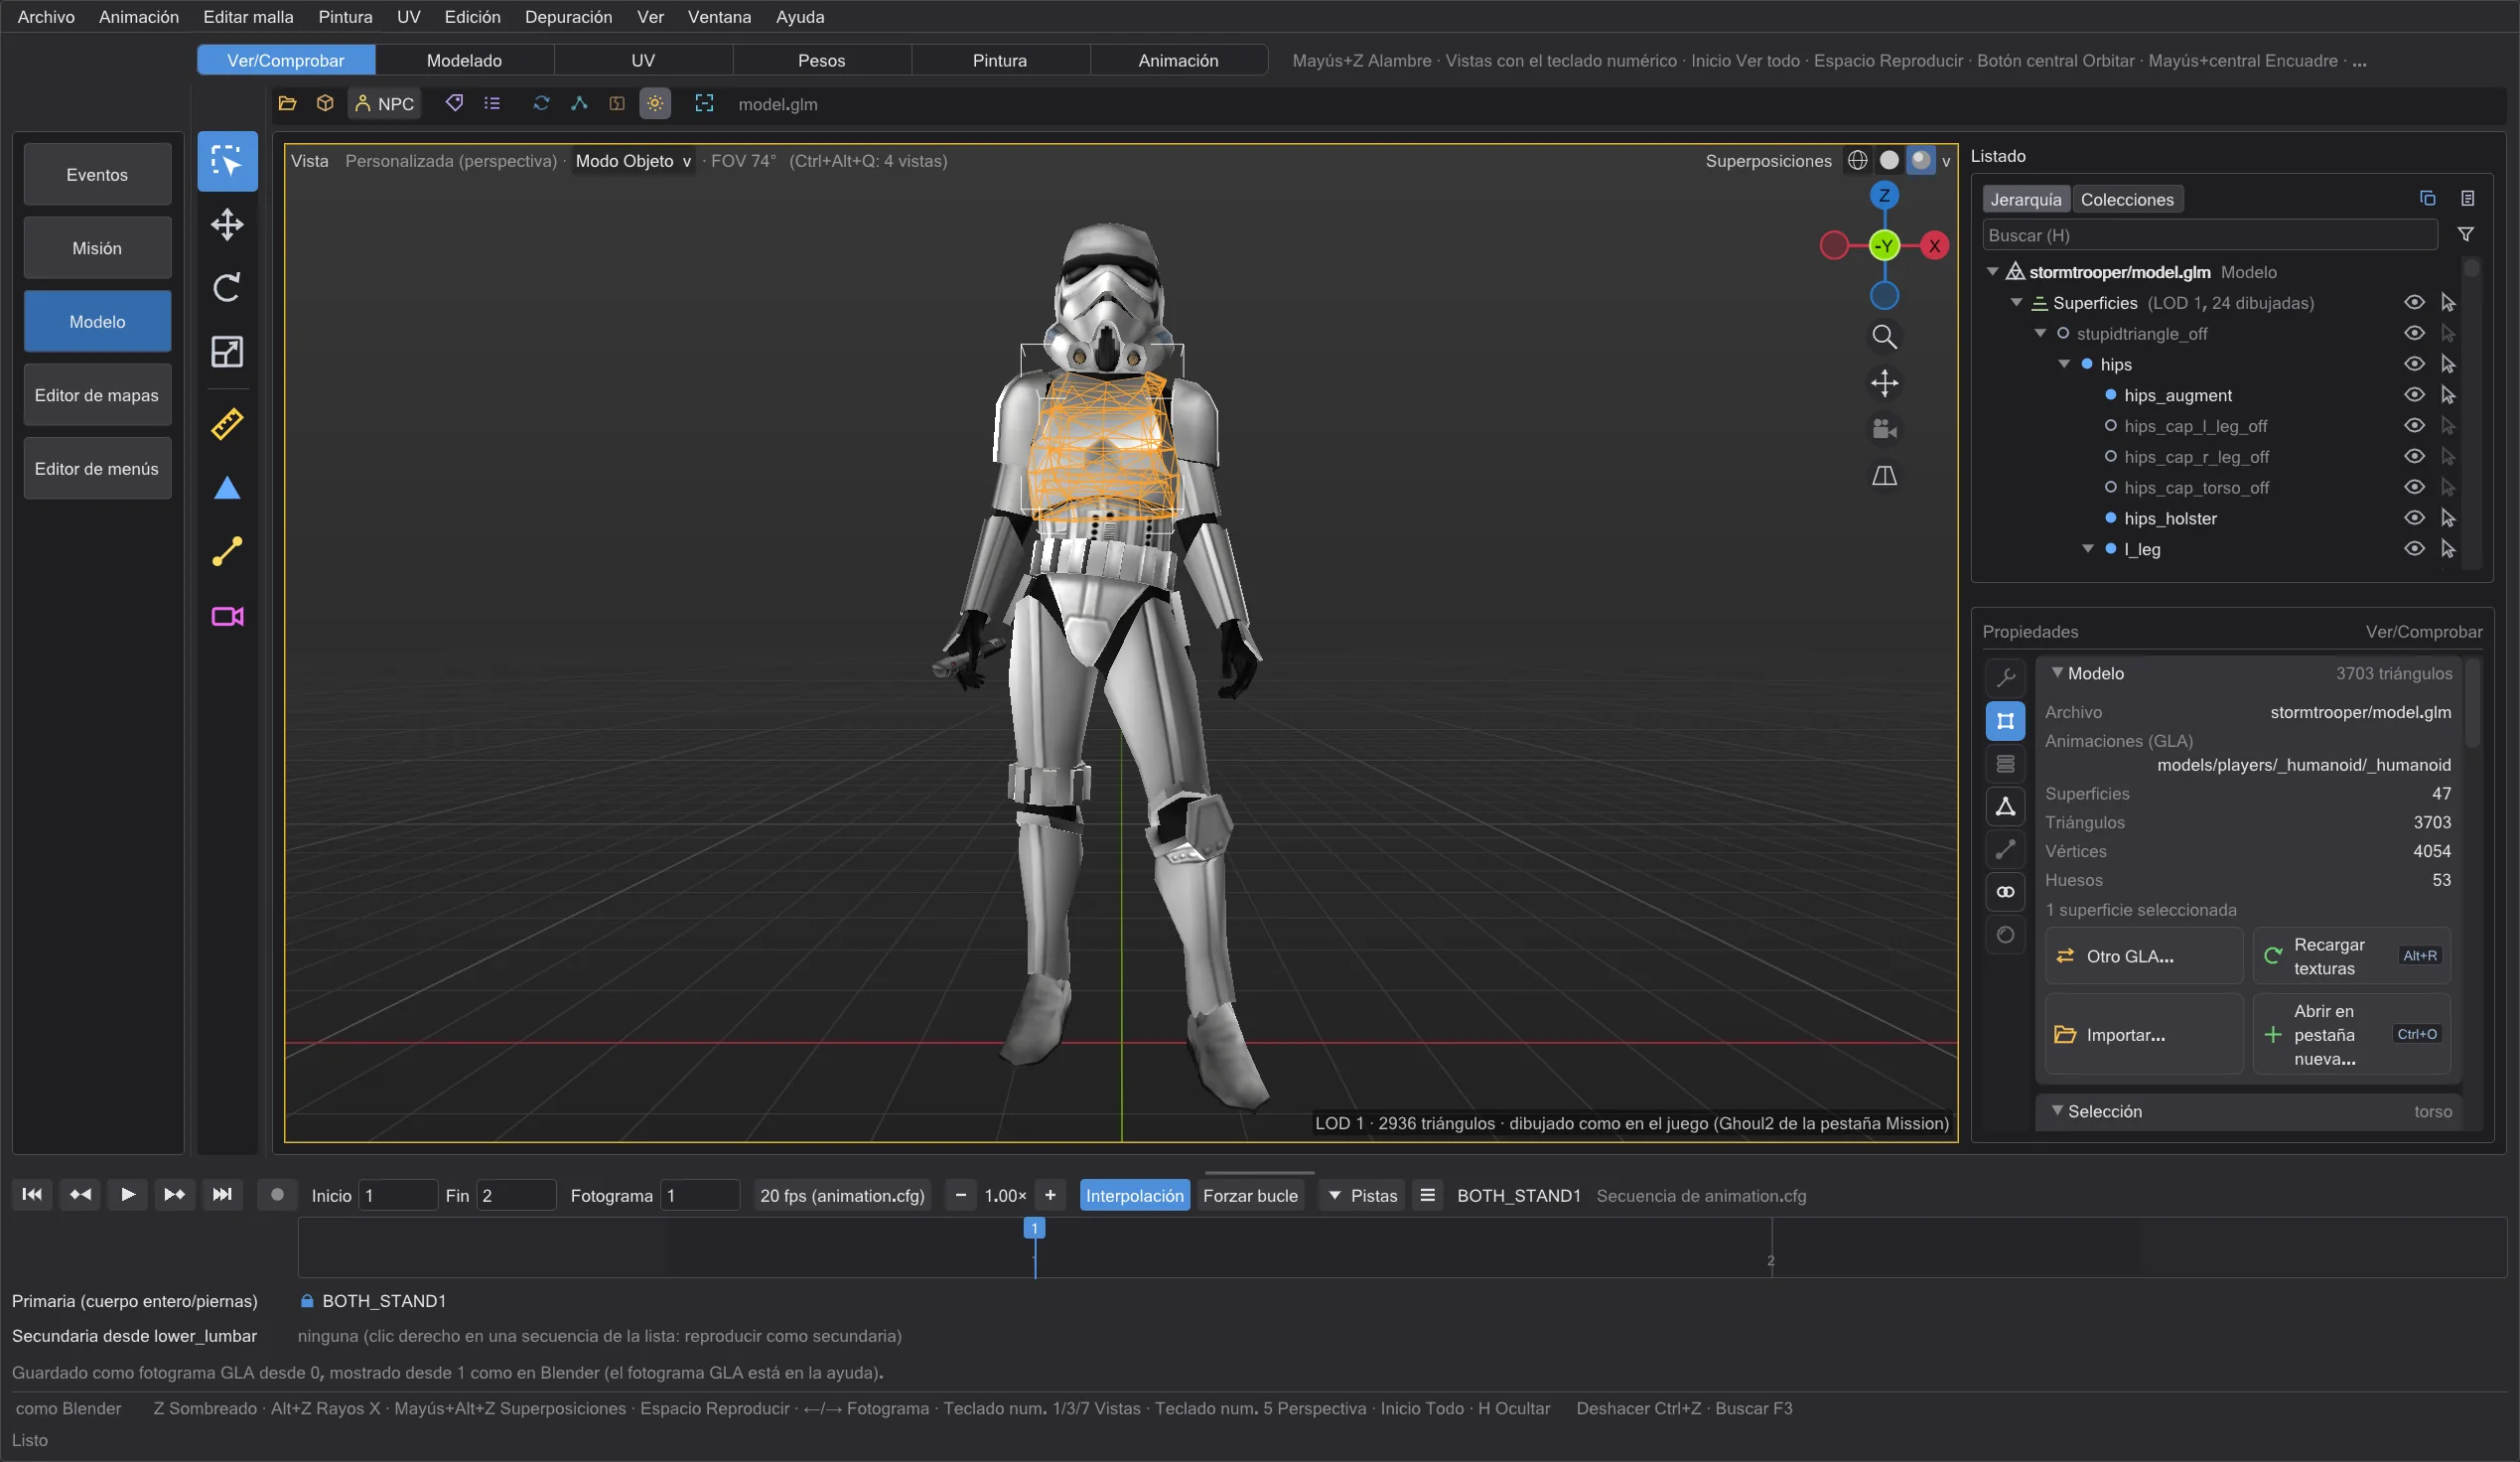 Archivo Animación Editar malla Pintura UV Edición Depuración Ver Ventana Ayuda
Ver/Comprobar Modelado UV Pesos Pintura Animación Mayús+Z Alambre · Vistas con el teclado numérico · Inicio Ver todo · Espacio Reproducir · Botón central Orbitar · Mayús+central Encuadre · ...
NPC model.glm
Eventos
Misión
Modelo
Editor de mapas
Editor de menús
Vista Personalizada (perspectiva) · Modo Objeto v · FOV 74° (Ctrl+Alt+Q: 4 vistas)
Superposiciones v
Z
-Y X
LOD 1 · 2936 triángulos · dibujado como en el juego (Ghoul2 de la pestaña Mission)
Listado
Jerarquía Colecciones
Buscar (H)
stormtrooper/model.glm Modelo
Superficies (LOD 1, 24 dibujadas)
stupidtriangle_off
hips
hips_augment
hips_cap_l_leg_off
hips_cap_r_leg_off
hips_cap_torso_off
hips_holster
l_leg
Propiedades Ver/Comprobar
Modelo 3703 triángulos
Archivo stormtrooper/model.glm
Animaciones (GLA)
models/players/_humanoid/_humanoid
Superficies 47
Triángulos 3703
Vértices 4054
Huesos 53
1 superficie seleccionada
Otro GLA...
Recargar texturas Alt+R
Importar...
Abrir en pestaña nueva... Ctrl+O
Selección torso
Inicio 1 Fin 2 Fotograma 1 20 fps (animation.cfg) − 1.00× + Interpolación Forzar bucle Pistas BOTH_STAND1 Secuencia de animation.cfg
1
2
Primaria (cuerpo entero/piernas) BOTH_STAND1
Secundaria desde lower_lumbar ninguna (clic derecho en una secuencia de la lista: reproducir como secundaria)
Guardado como fotograma GLA desde 0, mostrado desde 1 como en Blender (el fotograma GLA está en la ayuda).
como Blender Z Sombreado · Alt+Z Rayos X · Mayús+Alt+Z Superposiciones · Espacio Reproducir · ←/→ Fotograma · Teclado num. 1/3/7 Vistas · Teclado num. 5 Perspectiva · Inicio Todo · H Ocultar Deshacer Ctrl+Z · Buscar F3
Listo